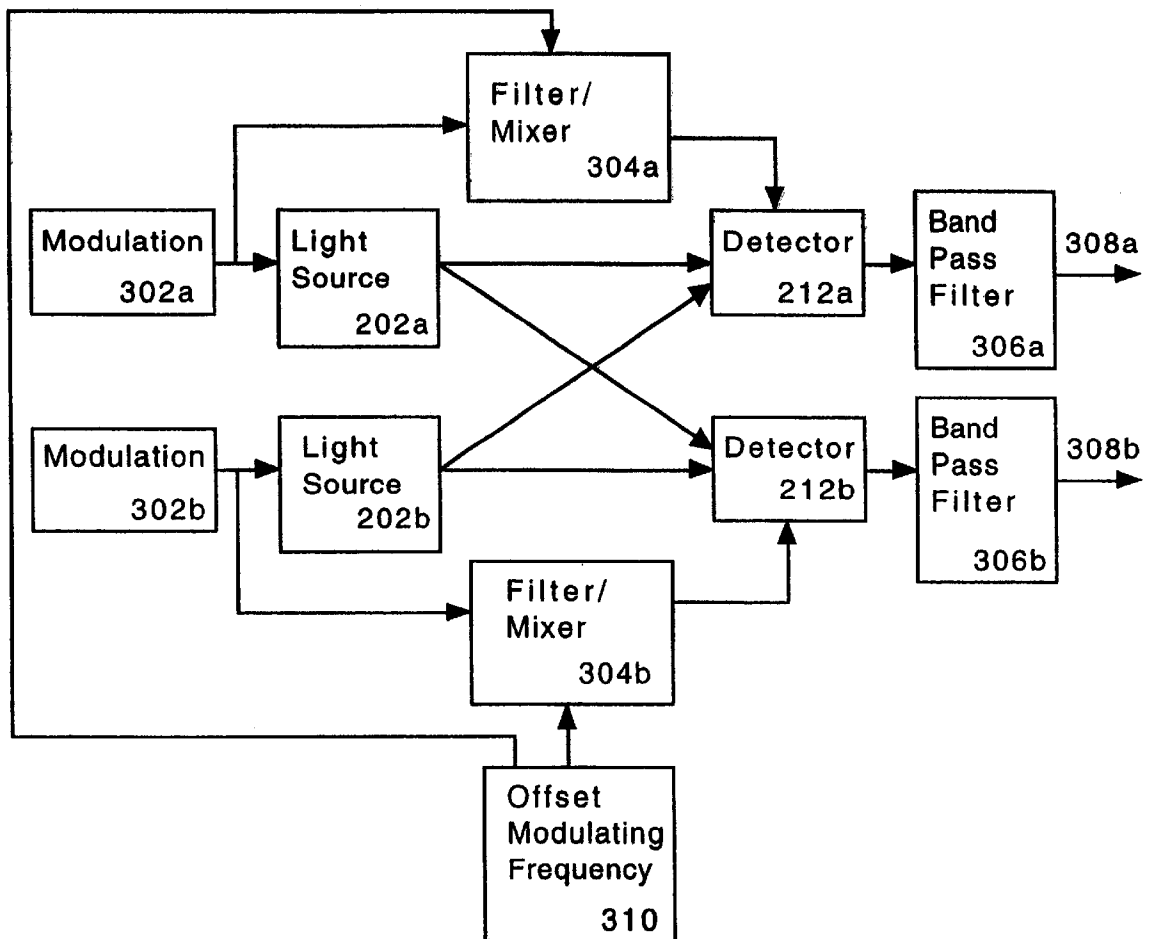 Filter/
Mixer
304a
Modulation
302a
Light
Source
202a
Detector
212a
Band
Pass
Filter
306a
308a
Modulation
302b
Light
Source
202b
Detector
212b
Band
Pass
Filter
306b
308b
Filter/
Mixer
304b
Offset
Modulating
Frequency
310